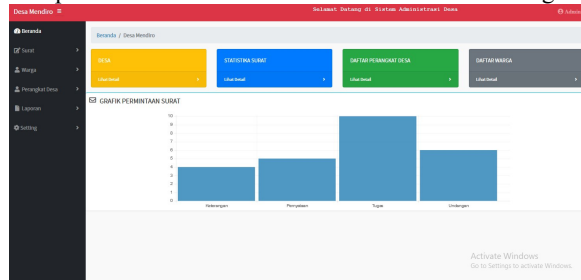 Desa Mendiro
Selamat Datang di Sistem Administrasi Desa
Beranda
Surat
Warga
Perangkat Desa
Laporan
Setting
Beranda / Desa Mendiro
DESA
Lihat Detail
STATISTIKA SURAT
Lihat Detail
DAFTAR PERANGKAT DESA
Lihat Detail
DAFTAR WARGA
Lihat Detail
GRAFIK PERMINTAAN SURAT
10
9
8
7
6
5
4
3
2
1
0
Keterangan
Pernyataan
Tugas
Undangan
Activate Windows
Go to Settings to activate Windows.